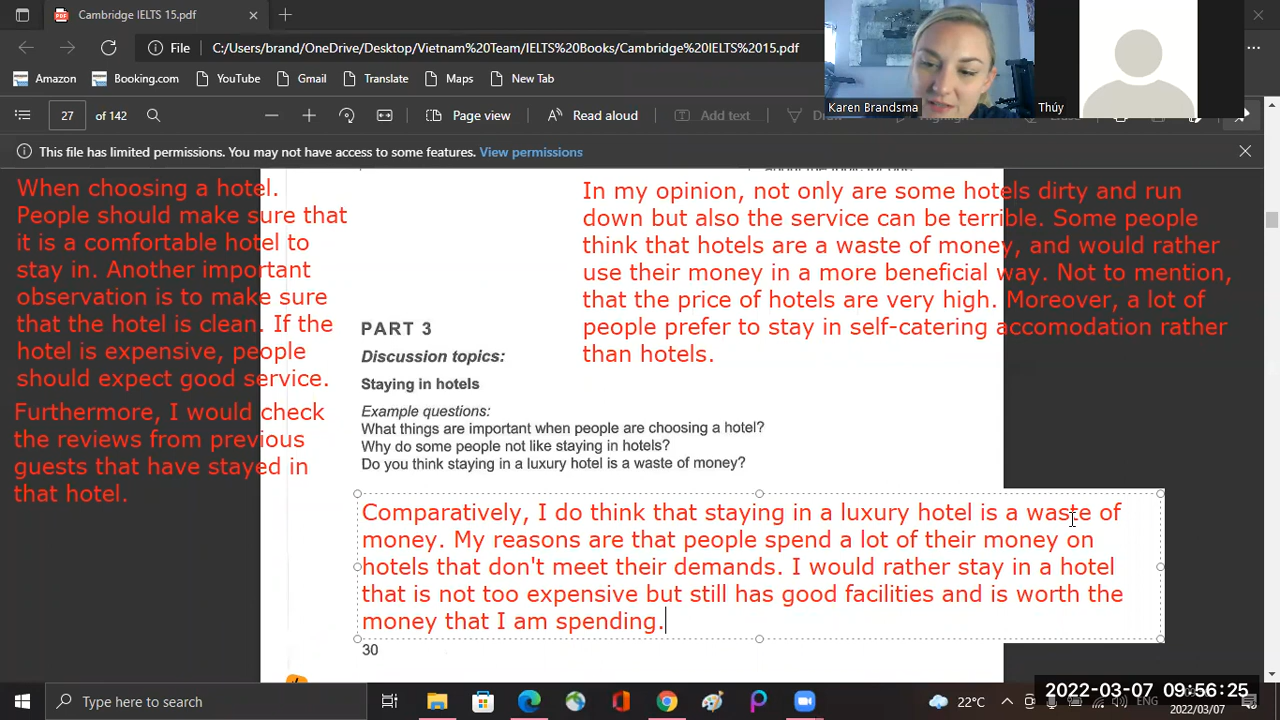 Cambridge IELTS 15.pdf
File
C:/Users/brand/OneDrive/Desktop/Vietnam%20Team/IELTS%20Books/Cambridge%20IELTS%2015.pdf
Amazon
Booking.com
YouTube
Gmail
Translate
Maps
New Tab
Karen Brandsma
Thúy
27
of 142
Page view
Read aloud
Add text
Draw
This file has limited permissions. You may not have access to some features. View permissions
When choosing a hotel.
People should make sure that
it is a comfortable hotel to
stay in. Another important
observation is to make sure
that the hotel is clean. If the
hotel is expensive, people
should expect good service.
Furthermore, I would check
the reviews from previous
guests that have stayed in
that hotel.
In my opinion, not only are some hotels dirty and run
down but also the service can be terrible. Some people
think that hotels are a waste of money, and would rather
use their money in a more beneficial way. Not to mention,
that the price of hotels are very high. Moreover, a lot of
people prefer to stay in self-catering accomodation rather
than hotels.
PART 3
Discussion topics:
Staying in hotels
Example questions:
What things are important when people are choosing a hotel?
Why do some people not like staying in hotels?
Do you think staying in a luxury hotel is a waste of money?
Comparatively, I do think that staying in a luxury hotel is a waste of
money. My reasons are that people spend a lot of their money on
hotels that don't meet their demands. I would rather stay in a hotel
that is not too expensive but still has good facilities and is worth the
money that I am spending.
30
Type here to search
22°C
ENG
2022-03-07 09:56:25
2022/03/07